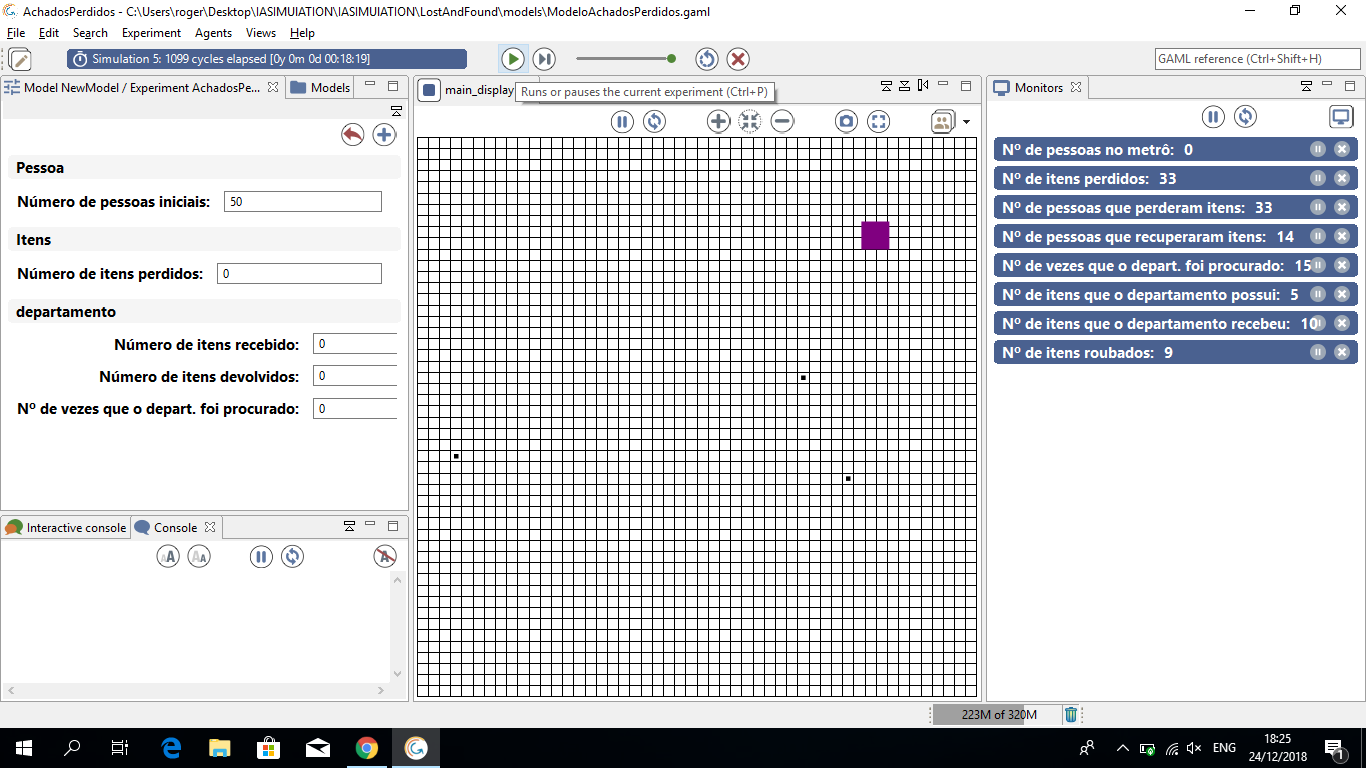 AchadosPerdidos - C:\Users\roger\Desktop\IASIMUIATION\IASIMUIATION\LostAndFound\models\ModeloAchadosPerdidos.gaml
File Edit Search Experiment Agents Views Help
Simulation 5: 1099 cycles elapsed [0y 0m 0d 00:18:19]
GAML reference (Ctrl+Shift+H)
Model NewModel / Experiment AchadosPe...
Models
Pessoa
Número de pessoas iniciais: 50
Itens
Número de itens perdidos: 0
departamento
Número de itens recebido: 0
Número de itens devolvidos: 0
Nº de vezes que o depart. foi procurado: 0
Interactive console
Console
main_display
Runs or pauses the current experiment (Ctrl+P)
Monitors
Nº de pessoas no metrô: 0
Nº de itens perdidos: 33
Nº de pessoas que perderam itens: 33
Nº de pessoas que recuperaram itens: 14
Nº de vezes que o depart. foi procurado: 15
Nº de itens que o departamento possui: 5
Nº de itens que o departamento recebeu: 10
Nº de itens roubados: 9
223M of 320M
ENG
18:25
24/12/2018
1